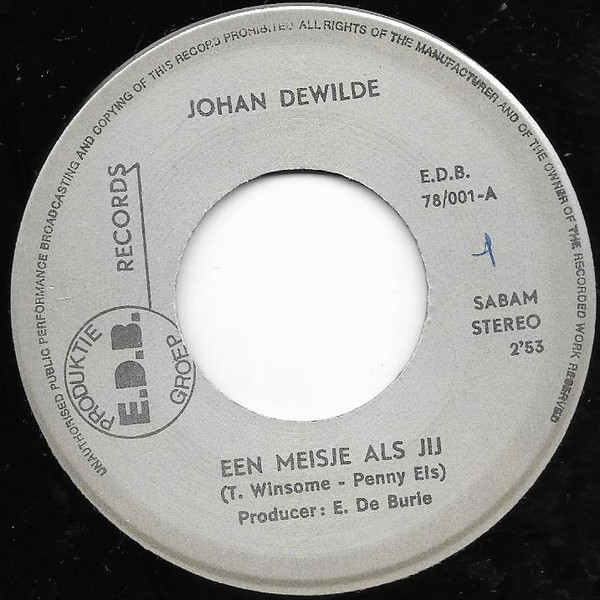 UNAUTHORISED PUBLIC PERFORMANCE BROADCASTING AND COPYING OF THIS RECORD PROHIBITED ALL RIGHTS OF THE MANUFACTURER AND OF THE OWNER OF THE RECORDED WORK RESERVED
JOHAN DEWILDE
E.D.B.
78/001-A
RECORDS
1
SABAM
STEREO
2'53
PRODUKTIE
E.D.B.
GROEP
EEN MEISJE ALS JIJ
(T. Winsome - Penny Els)
Producer: E. De Burie